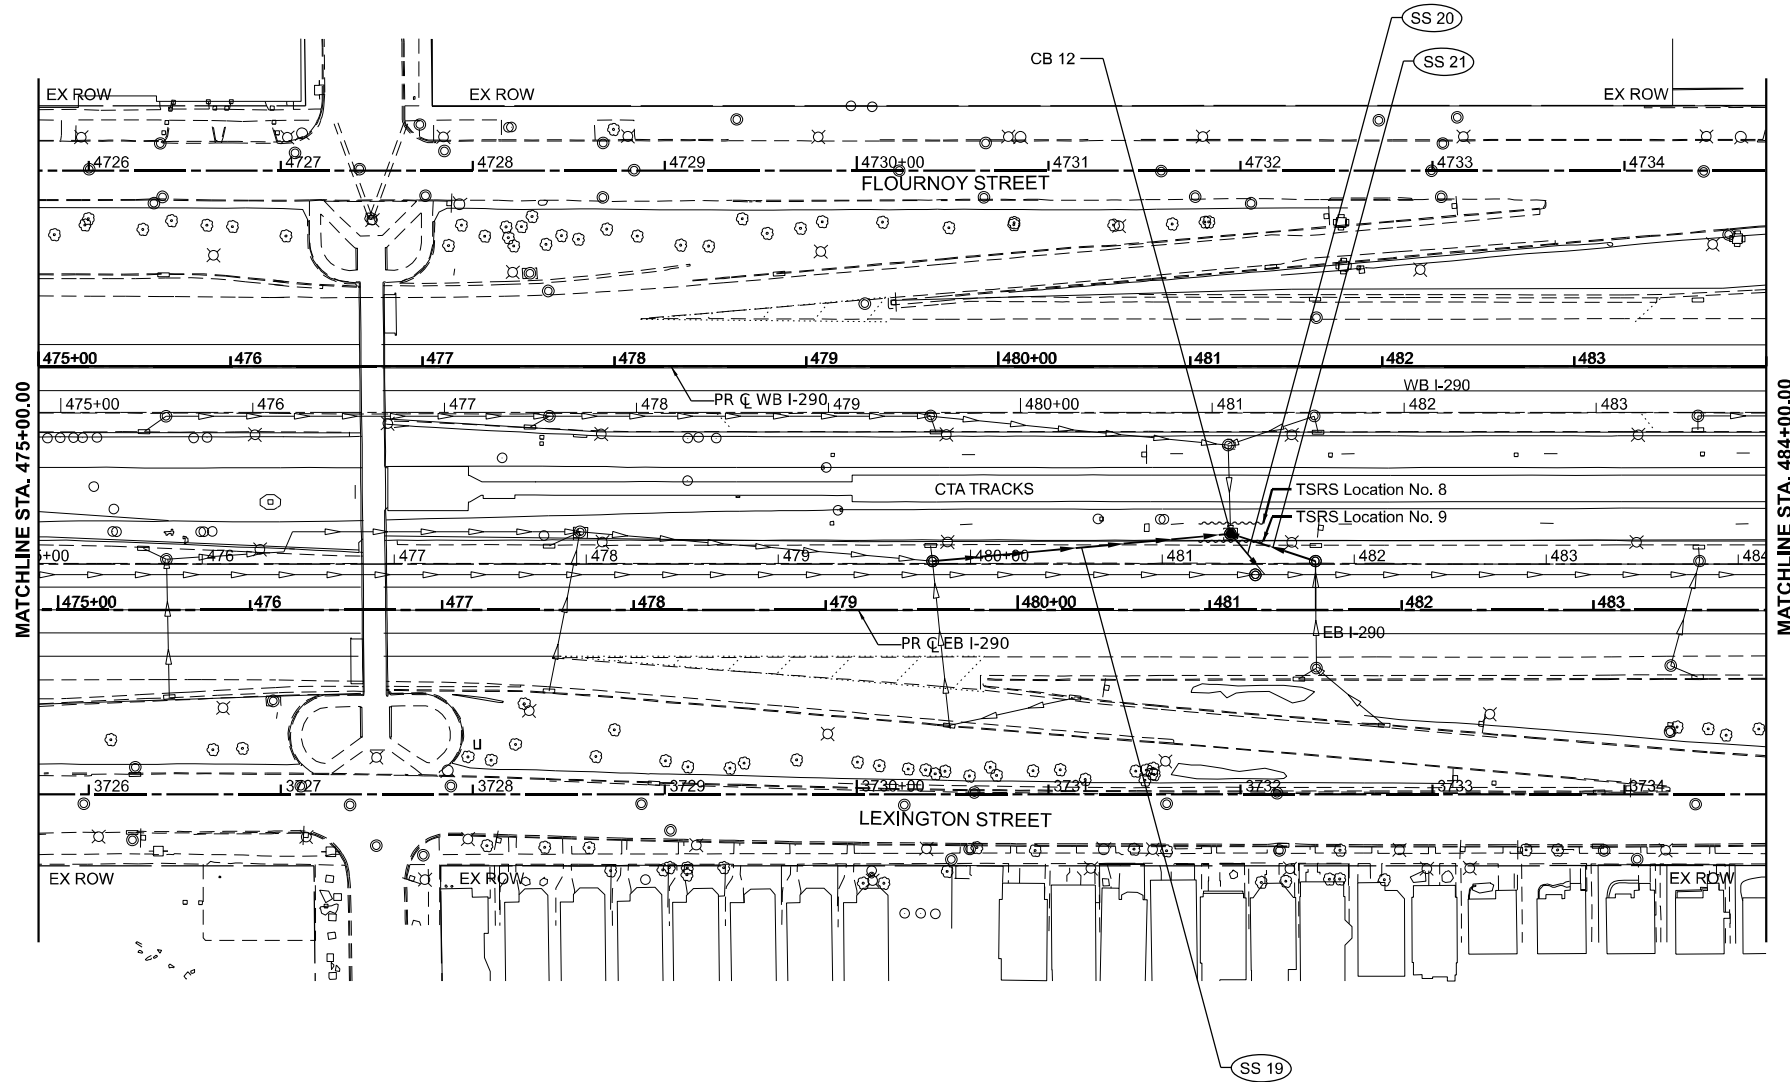 SS 20
CB 12
SS 21
EX ROW
EX ROW
EX ROW
4726
4727
4728
4729
4730+00
4731
4732
4733
4734
FLOURNOY STREET
475+00
476
477
478
479
480+00
481
482
483
WB I-290
PR ℄ WB I-290
475+00
476
477
478
479
480+00
481
482
483
MATCHLINE STA. 475+00.00
MATCHLINE STA. 484+00.00
CTA TRACKS
TSRS Location No. 8
TSRS Location No. 9
5+00
476
477
478
479
480+00
481
482
483
484
475+00
476
477
478
479
480+00
481
482
483
EB I-290
PR ℄ EB I-290
3726
3727
3728
3729
3730+00
3731
3732
3733
3734
LEXINGTON STREET
EX ROW
EX ROW
EX ROW
SS 19